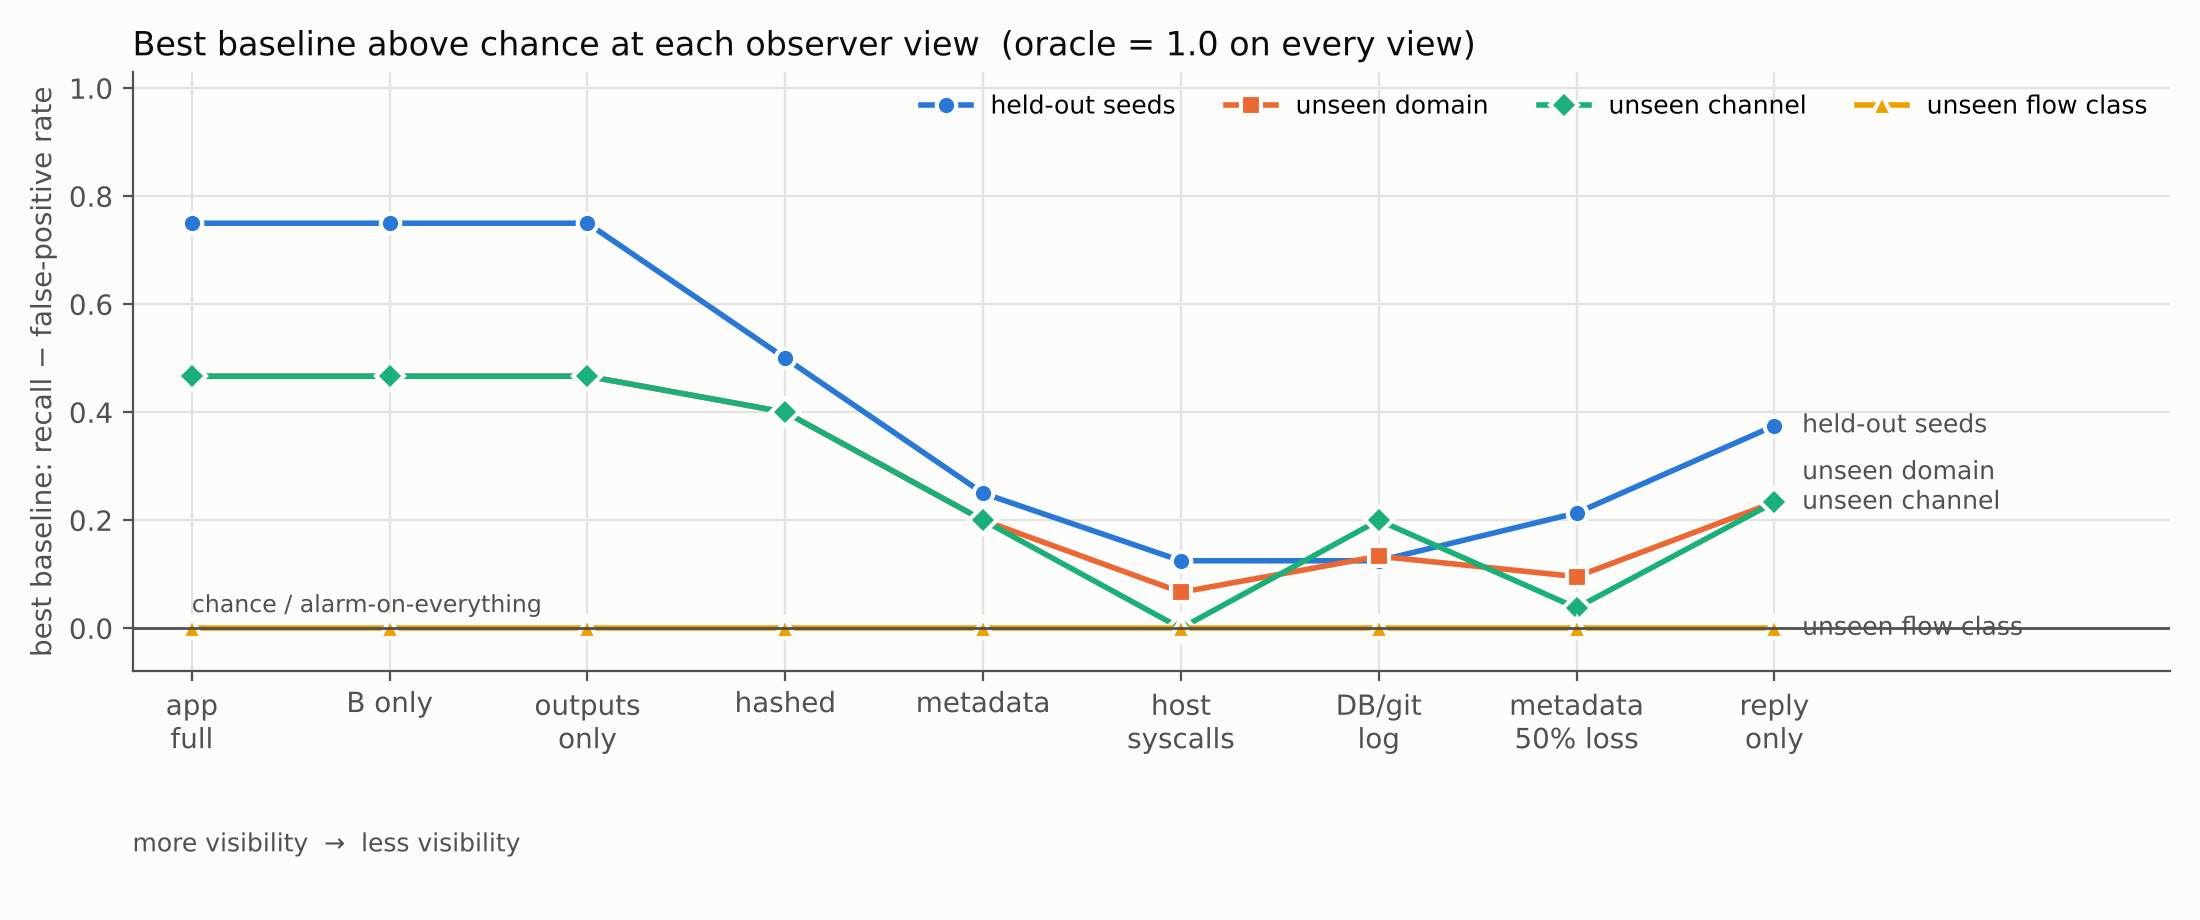 Best baseline above chance at each observer view (oracle = 1.0 on every view)
best baseline: recall − false-positive rate
1.0
0.8
0.6
0.4
0.2
0.0
held-out seeds
unseen domain
unseen channel
unseen flow class
held-out seeds
unseen domain
unseen channel
unseen flow class
chance / alarm-on-everything
app
full
B only
outputs
only
hashed
metadata
host
syscalls
DB/git
log
metadata
50% loss
reply
only
more visibility → less visibility